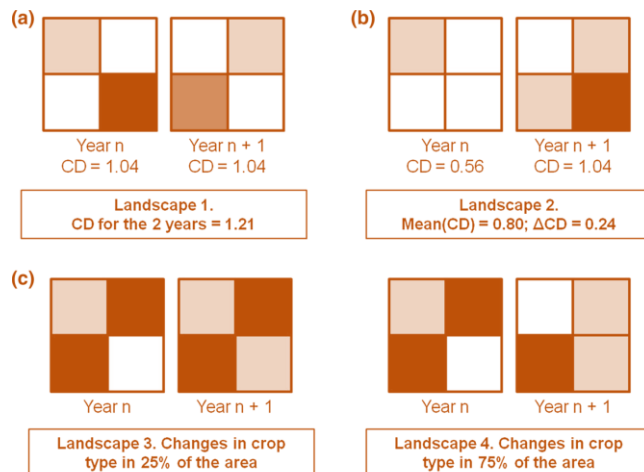 (a)
Year n
CD = 1.04
Year n + 1
CD = 1.04
Landscape 1.
CD for the 2 years = 1.21
(b)
Year n
CD = 0.56
Year n + 1
CD = 1.04
Landscape 2.
Mean(CD) = 0.80; ΔCD = 0.24
(c)
Year n
Year n + 1
Landscape 3. Changes in crop
type in 25% of the area
Year n
Year n + 1
Landscape 4. Changes in crop
type in 75% of the area